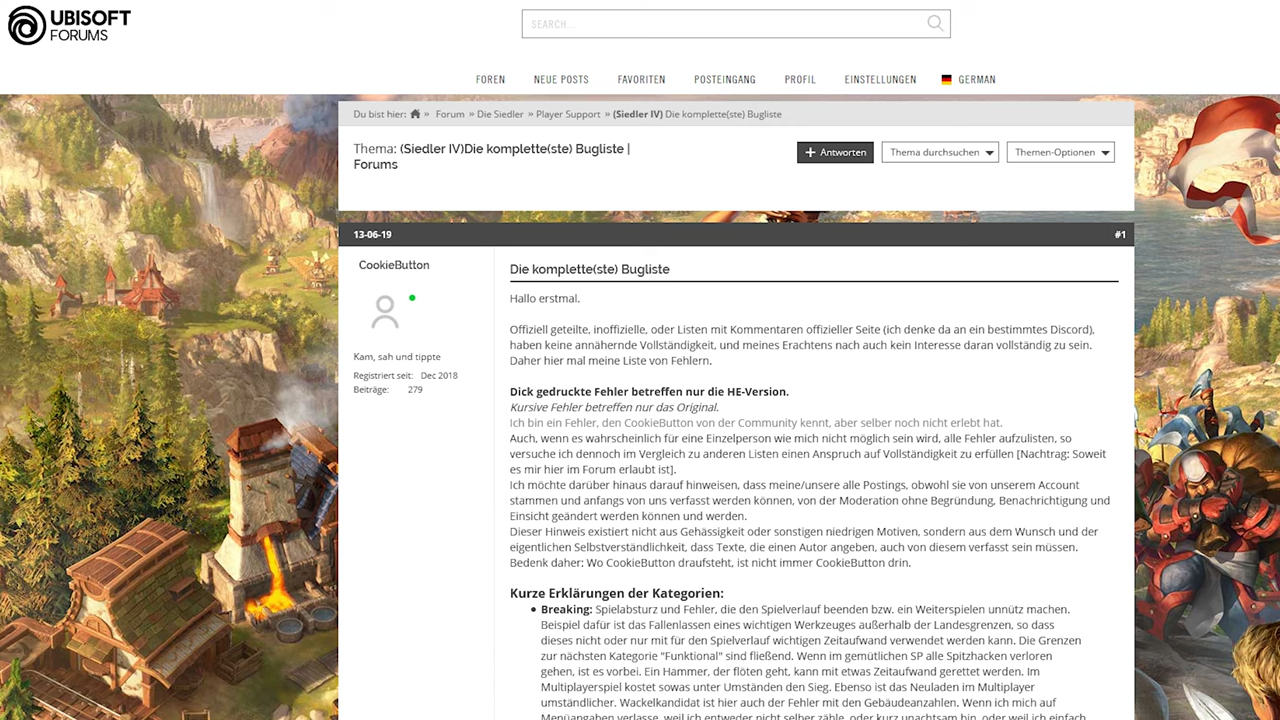 UBISOFT
FORUMS
SEARCH...
FOREN NEUE POSTS FAVORITEN POSTEINGANG PROFIL EINSTELLUNGEN GERMAN
Du bist hier: » Forum » Die Siedler » Player Support » (Siedler IV) Die komplette(ste) Bugliste
Thema: (Siedler IV)Die komplette(ste) Bugliste |
Forums
+ Antworten Thema durchsuchen Themen-Optionen
13-06-19 #1
CookieButton
Kam, sah und tippte
Registriert seit: Dec 2018
Beiträge: 279
Die komplette(ste) Bugliste
Hallo erstmal.
Offiziell geteilte, inoffizielle, oder Listen mit Kommentaren offizieller Seite (ich denke da an ein bestimmtes Discord),
haben keine annähernde Vollständigkeit, und meines Erachtens nach auch kein Interesse daran vollständig zu sein.
Daher hier mal meine Liste von Fehlern.
Dick gedruckte Fehler betreffen nur die HE-Version.
Kursive Fehler betreffen nur das Original.
Ich bin ein Fehler, den CookieButton von der Community kennt, aber selber noch nicht erlebt hat.
Auch, wenn es wahrscheinlich für eine Einzelperson wie mich nicht möglich sein wird, alle Fehler aufzulisten, so
versuche ich dennoch im Vergleich zu anderen Listen einen Anspruch auf Vollständigkeit zu erfüllen [Nachtrag: Soweit
es mir hier im Forum erlaubt ist].
Ich möchte darüber hinaus darauf hinweisen, dass meine/unsere alle Postings, obwohl sie von unserem Account
stammen und anfangs von uns verfasst werden können, von der Moderation ohne Begründung, Benachrichtigung und
Einsicht geändert werden können und werden.
Dieser Hinweis existiert nicht aus Gehässigkeit oder sonstigen niedrigen Motiven, sondern aus dem Wunsch und der
eigentlichen Selbstverständlichkeit, dass Texte, die einen Autor angeben, auch von diesem verfasst sein müssen.
Bedenk daher: Wo CookieButton draufsteht, ist nicht immer CookieButton drin.
Kurze Erklärungen der Kategorien:
• Breaking: Spielabsturz und Fehler, die den Spielverlauf beenden bzw. ein Weiterspielen unnütz machen.
Beispiel dafür ist das Fallenlassen eines wichtigen Werkzeuges außerhalb der Landesgrenzen, so dass
dieses nicht oder nur mit für den Spielverlauf wichtigen Zeitaufwand verwendet werden kann. Die Grenzen
zur nächsten Kategorie "Funktional" sind fließend. Wenn im gemütlichen SP alle Spitzhacken verloren
gehen, ist es vorbei. Ein Hammer, der flöten geht, kann mit etwas Zeitaufwand gerettet werden. Im
Multiplayerspiel kostet sowas unter Umständen den Sieg. Ebenso ist das Neuladen im Multiplayer
umständlicher. Wackelkandidat ist hier auch der Fehler mit den Gebäudeanzahlen. Wenn ich mich auf
Menüangaben verlasse, weil ich entweder nicht selber zähle, oder kurz unachtsam bin, oder weil ich einfach